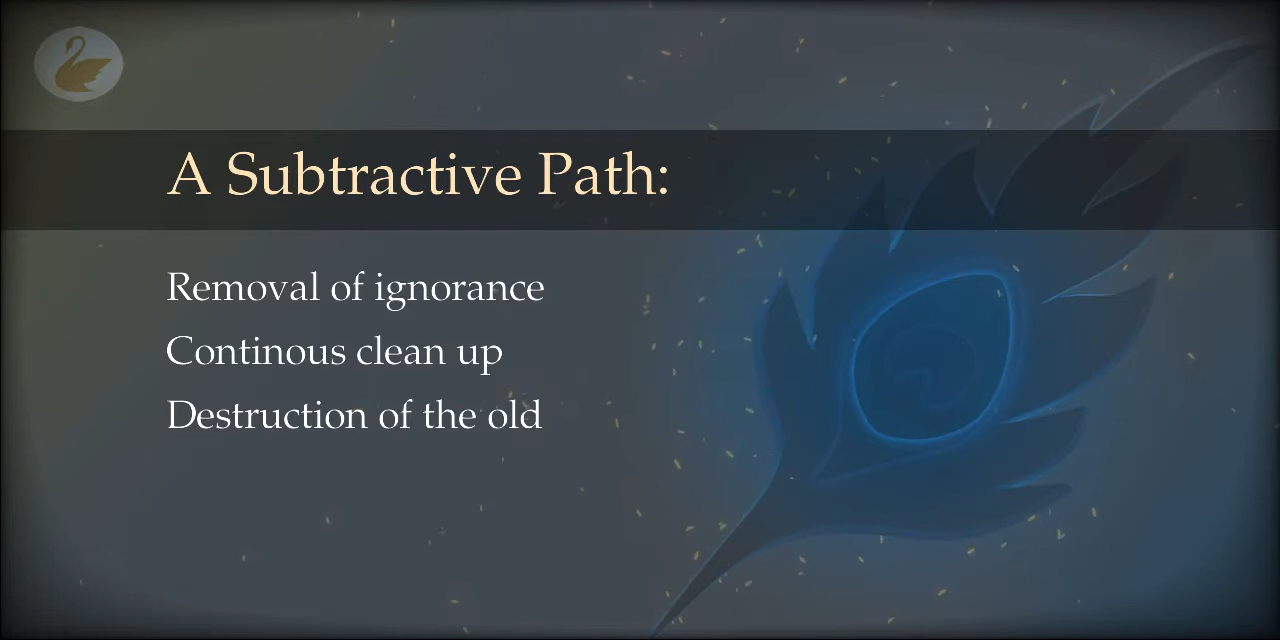 A Subtractive Path:
Removal of ignorance
Continous clean up
Destruction of the old